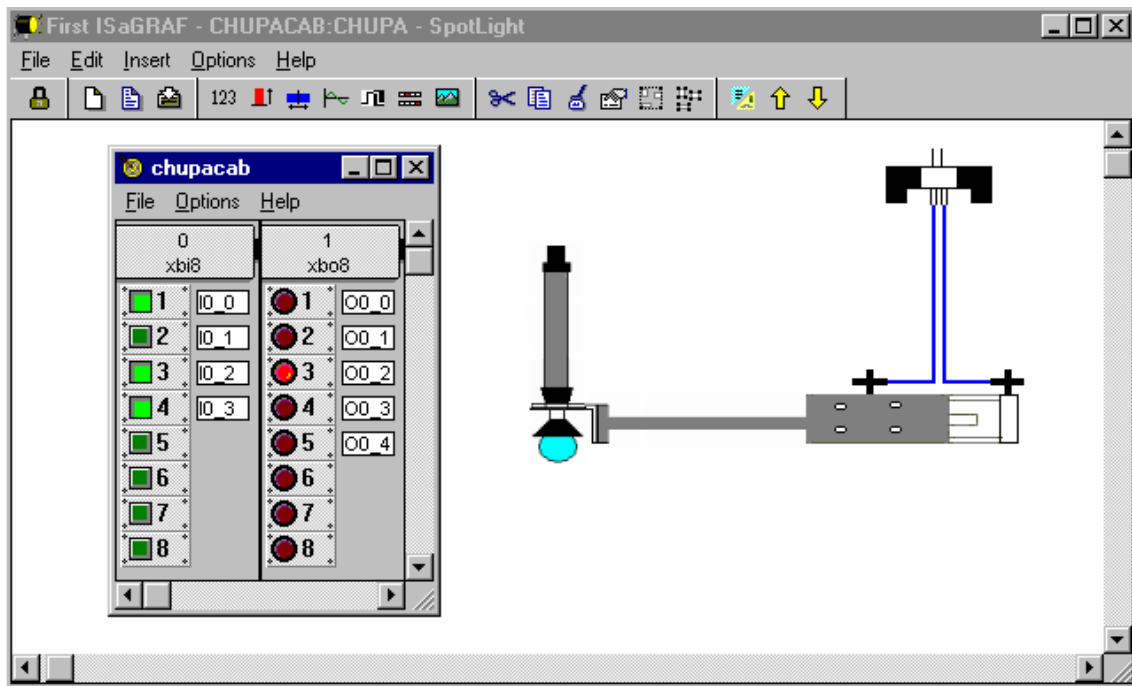 First ISaGRAF - CHUPACAB:CHUPA - SpotLight
File Edit Insert Options Help
123
chupacab
File Options Help
0 1
xbi8 xbo8
1 I0_0 1 O0_0
2 I0_1 2 O0_1
3 I0_2 3 O0_2
4 I0_3 4 O0_3
5 5 O0_4
6 6
7 7
8 8